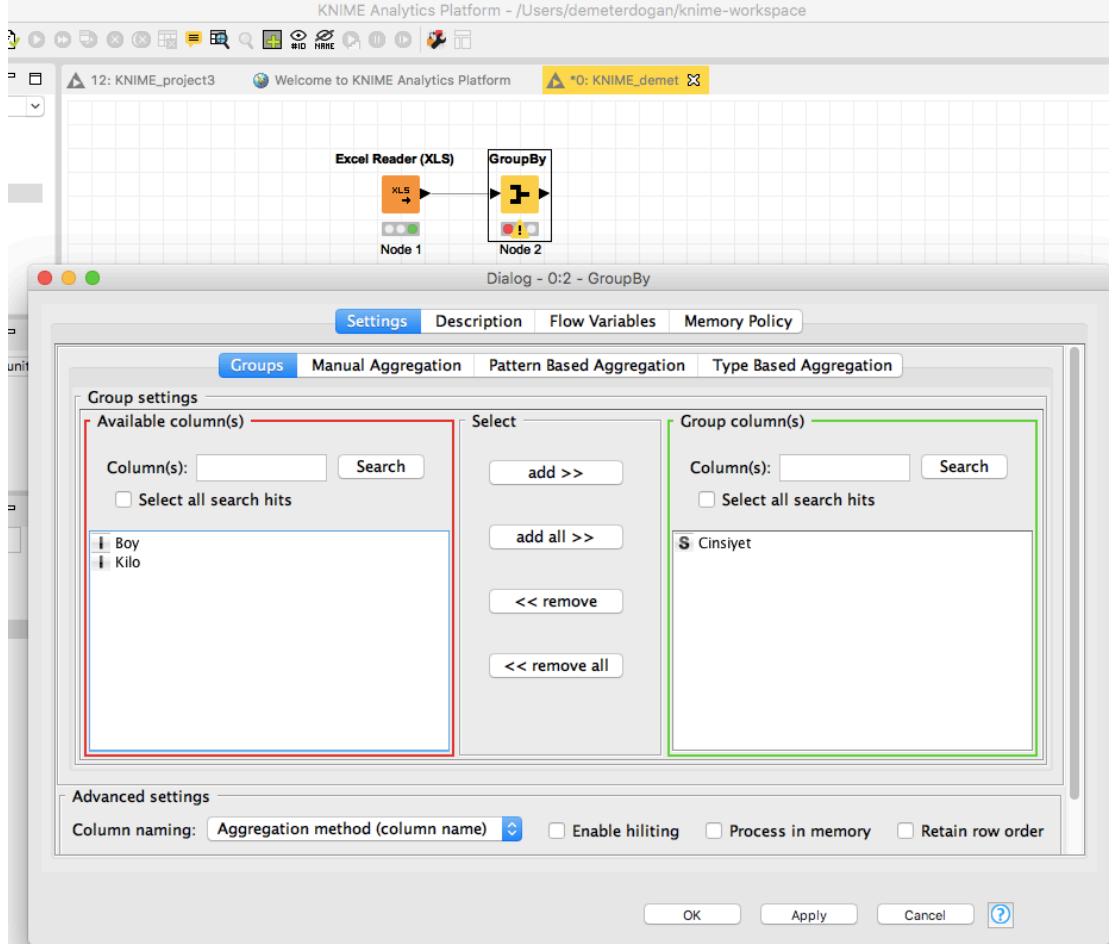 KNIME Analytics Platform - /Users/demeterdogan/knime-workspace
#ID NAME
12: KNIME_project3 Welcome to KNIME Analytics Platform *0: KNIME_demet
Excel Reader (XLS) GroupBy
XLS
Node 1 Node 2
Dialog - 0:2 - GroupBy
Settings Description Flow Variables Memory Policy
unit
Groups Manual Aggregation Pattern Based Aggregation Type Based Aggregation
Group settings
Available column(s) Select Group column(s)
Column(s): Search add >> Column(s): Search
Select all search hits Select all search hits
add all >>
I Boy S Cinsiyet
I Kilo
<< remove
<< remove all
Advanced settings
Column naming: Aggregation method (column name) Enable hiliting Process in memory Retain row order
OK Apply Cancel ?